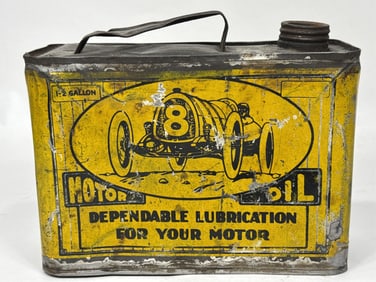 1-2 GALLON
8
MOTOR OIL
DEPENDABLE LUBRICATION
FOR YOUR MOTOR